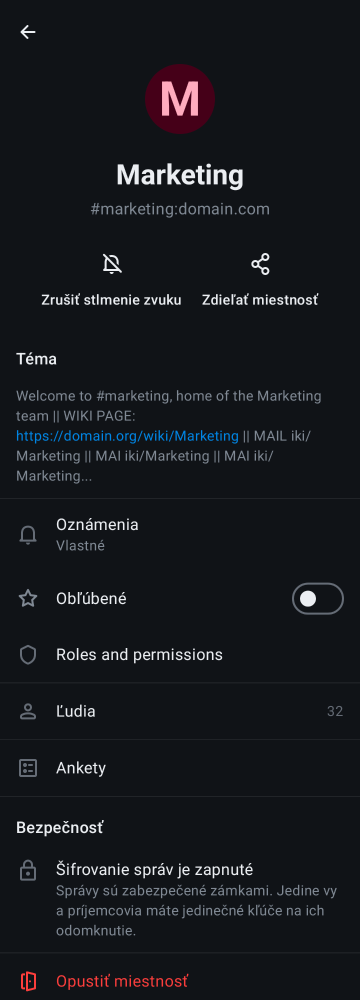 M
Marketing
#marketing:domain.com
Zrušiť stlmenie zvuku
Zdieľať miestnosť
Téma
Welcome to #marketing, home of the Marketing
team || WIKI PAGE:
https://domain.org/wiki/Marketing || MAIL iki/
Marketing || MAI iki/Marketing || MAI iki/
Marketing...
Oznámenia
Vlastné
Obľúbené
Roles and permissions
Ľudia 32
Ankety
Bezpečnosť
Šifrovanie správ je zapnuté
Správy sú zabezpečené zámkami. Jedine vy
a príjemcovia máte jedinečné kľúče na ich
odomknutie.
Opustiť miestnosť